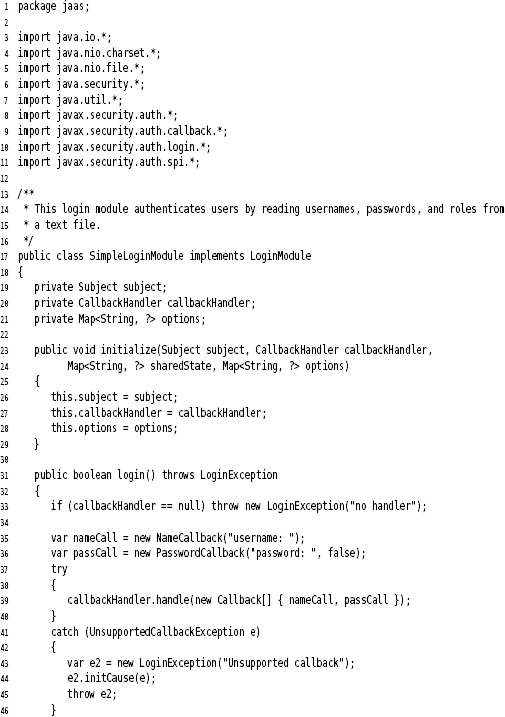 1 package jaas;
2
3 import java.io.*;
4 import java.nio.charset.*;
5 import java.nio.file.*;
6 import java.security.*;
7 import java.util.*;
8 import javax.security.auth.*;
9 import javax.security.auth.callback.*;
10 import javax.security.auth.login.*;
11 import javax.security.auth.spi.*;
12
13 /**
14  * This login module authenticates users by reading usernames, passwords, and roles from
15  * a text file.
16  */
17 public class SimpleLoginModule implements LoginModule
18 {
19    private Subject subject;
20    private CallbackHandler callbackHandler;
21    private Map<String, ?> options;
22
23    public void initialize(Subject subject, CallbackHandler callbackHandler,
24          Map<String, ?> sharedState, Map<String, ?> options)
25    {
26       this.subject = subject;
27       this.callbackHandler = callbackHandler;
28       this.options = options;
29    }
30
31    public boolean login() throws LoginException
32    {
33       if (callbackHandler == null) throw new LoginException("no handler");
34
35       var nameCall = new NameCallback("username: ");
36       var passCall = new PasswordCallback("password: ", false);
37       try
38       {
39          callbackHandler.handle(new Callback[] { nameCall, passCall });
40       }
41       catch (UnsupportedCallbackException e)
42       {
43          var e2 = new LoginException("Unsupported callback");
44          e2.initCause(e);
45          throw e2;
46       }